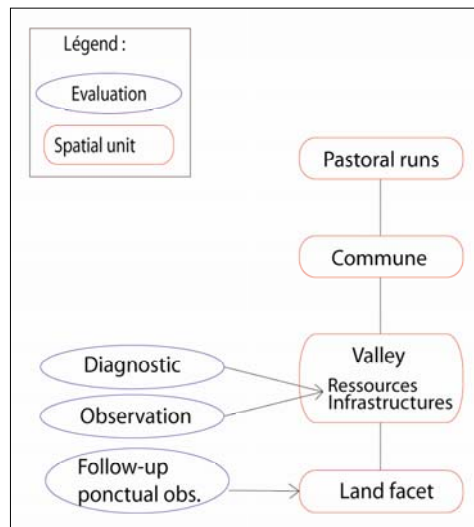 Légend :
Evaluation
Spatial unit
Pastoral runs
Commune
Valley
Ressources
Infrastructures
Diagnostic
Observation
Follow-up
ponctual obs.
Land facet